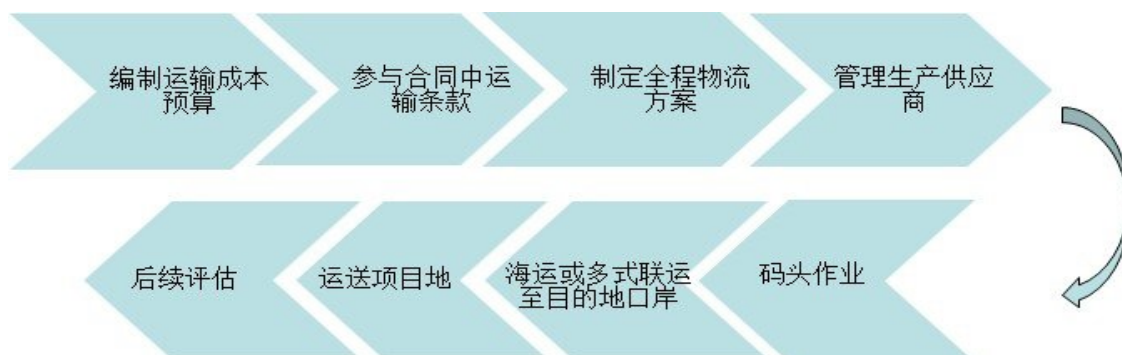 编制运输成本
预算
参与合同中运
输条款
制定全程物流
方案
管理生产供应
商
码头作业
海运或多式联运
至目的地口岸
运送项目地
后续评估